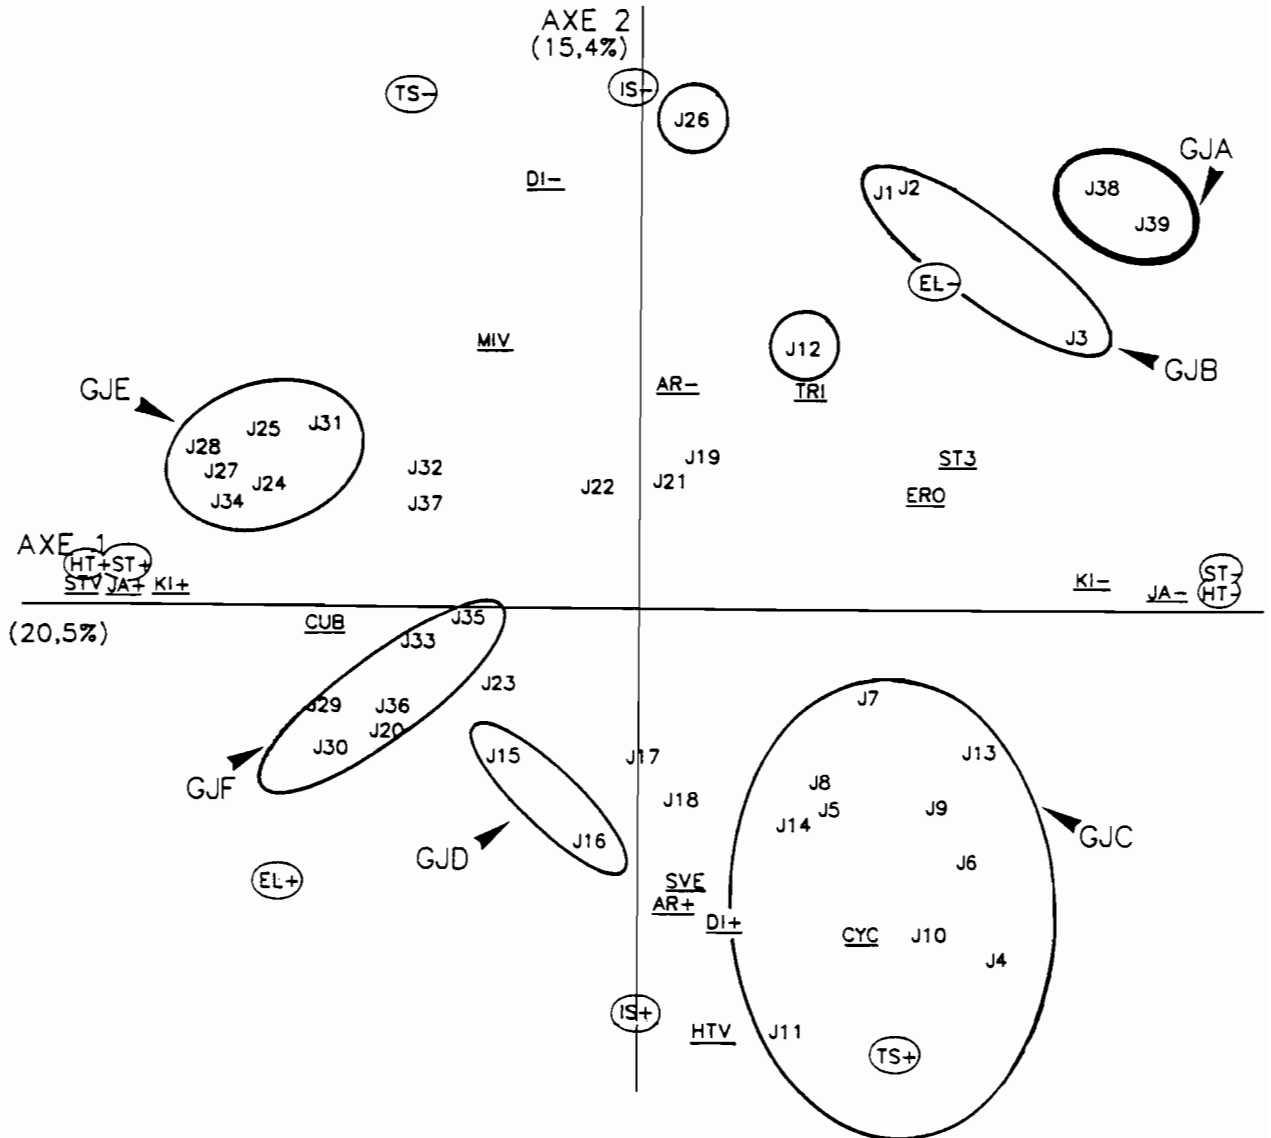 AXE 2
(15,4%)
TS-
IS-
J26
GJA
DI-
J1 J2
J38
J39
EL-
MIV
J12
J3
GJB
GJE
AR-
TRI
J31
J25
J28
J27
J24
J34
J32
J37
J22
J21
J19
ST3
ERO
AXE 1
HT+ ST+
STV JA+ KI+
ST-
KI-
JA- HT-
(20,5%)
CUB
J35
J33
J23
J29
J36
J20
J30
GJF
J7
J15
J17
J13
J8
J5
J14
J9
J18
GJC
J16
GJD
J6
EL+
SVE
AR+
DI+
CYC
J10
J4
IS+
HTV
J11
TS+